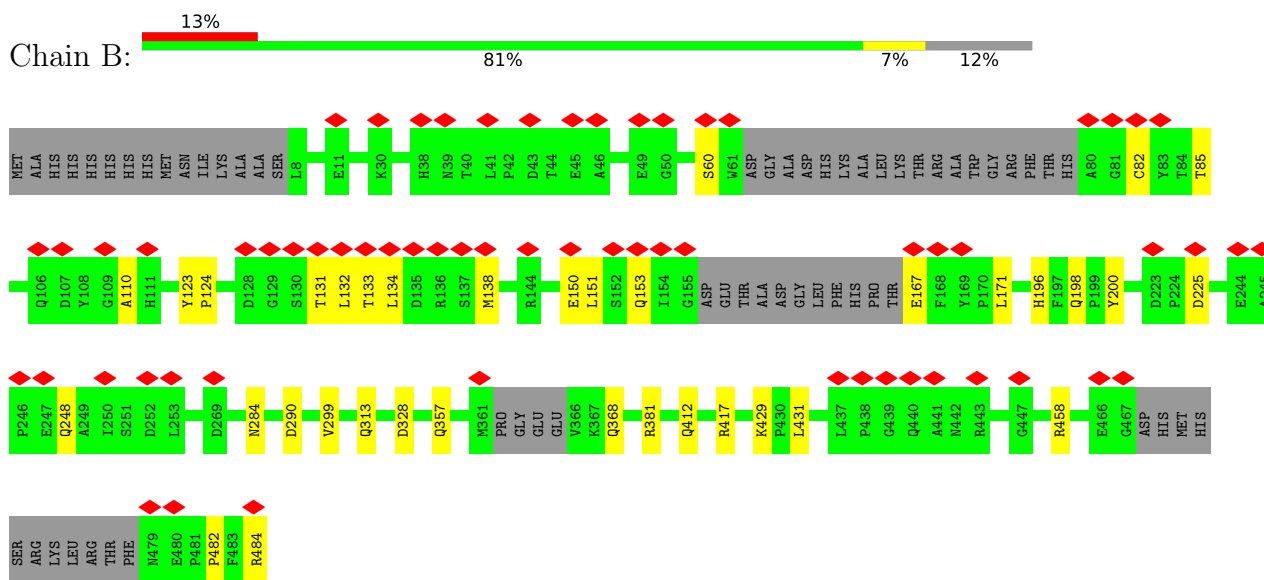 13%
Chain B:
81% 7% 12%
MET ALA HIS HIS HIS HIS HIS HIS MET ASN ILE LYS ALA ALA SER L8 E11 K30 H38 N39 T40 L41 P42 D43 T44 E45 A46 E49 G50 S60 W61 ASP GLY ALA ASP HIS LYS ALA LEU LYS THR ARG ALA TRP GLY ARG PHE THR HIS A80 G81 C82 Y83 T84 T85
Q106 D107 Y108 G109 A110 H111 Y123 P124 D128 G129 S130 T131 L132 T133 L134 D135 R136 S137 M138 R144 E150 L151 S152 Q153 I154 G155 ASP GLU THR ALA ASP GLY LEU PHE HIS PRO THR E167 F168 Y169 P170 L171 H196 F197 Q198 P199 Y200 D223 P224 D225 E244 A245
P246 E247 Q248 A249 I250 S251 D252 L253 D269 N284 D290 V299 Q313 D328 Q357 M361 PRO GLY GLU GLU V366 K367 Q368 R381 Q412 R417 K429 P430 L431 L437 P438 G439 Q440 A441 N442 R443 G447 R458 E466 G467 ASP HIS MET HIS
SER ARG LYS LEU ARG THR PHE N479 E480 P481 P482 F483 R484